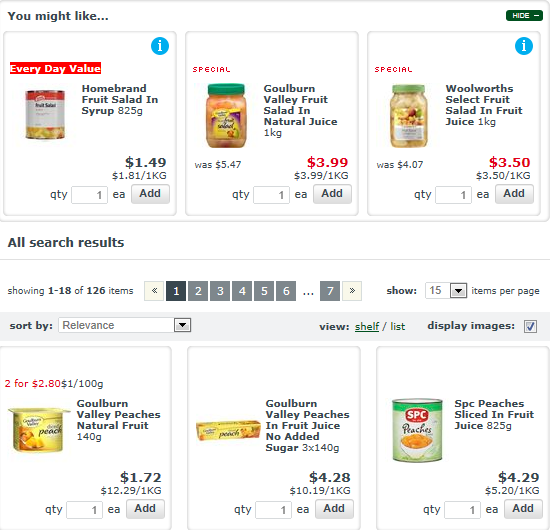 You might like...
HIDE −
i
i
Every Day Value
SPECIAL
SPECIAL
Homebrand
Fruit Salad In
Syrup 825g
Goulburn
Valley Fruit
Salad In
Natural Juice
1kg
Woolworths
Select Fruit
Salad In Fruit
Juice 1kg
$1.49
$1.81/1KG
was $5.47
$3.99
$3.99/1KG
was $4.07
$3.50
$3.50/1KG
qty 1 ea Add
qty 1 ea Add
qty 1 ea Add
All search results
showing 1-18 of 126 items
« 1 2 3 4 5 6 ... 7 »
show: 15 items per page
sort by: Relevance
view: shelf / list
display images:
2 for $2.80$1/100g
Goulburn
Valley Peaches
Natural Fruit
140g
Goulburn
Valley Peaches
In Fruit Juice
No Added
Sugar 3x140g
peach
SPC
Peaches
Spc Peaches
Sliced In Fruit
Juice 825g
$1.72
$12.29/1KG
$4.28
$10.19/1KG
$4.29
$5.20/1KG
qty 1 ea Add
qty 1 ea Add
qty 1 ea Add